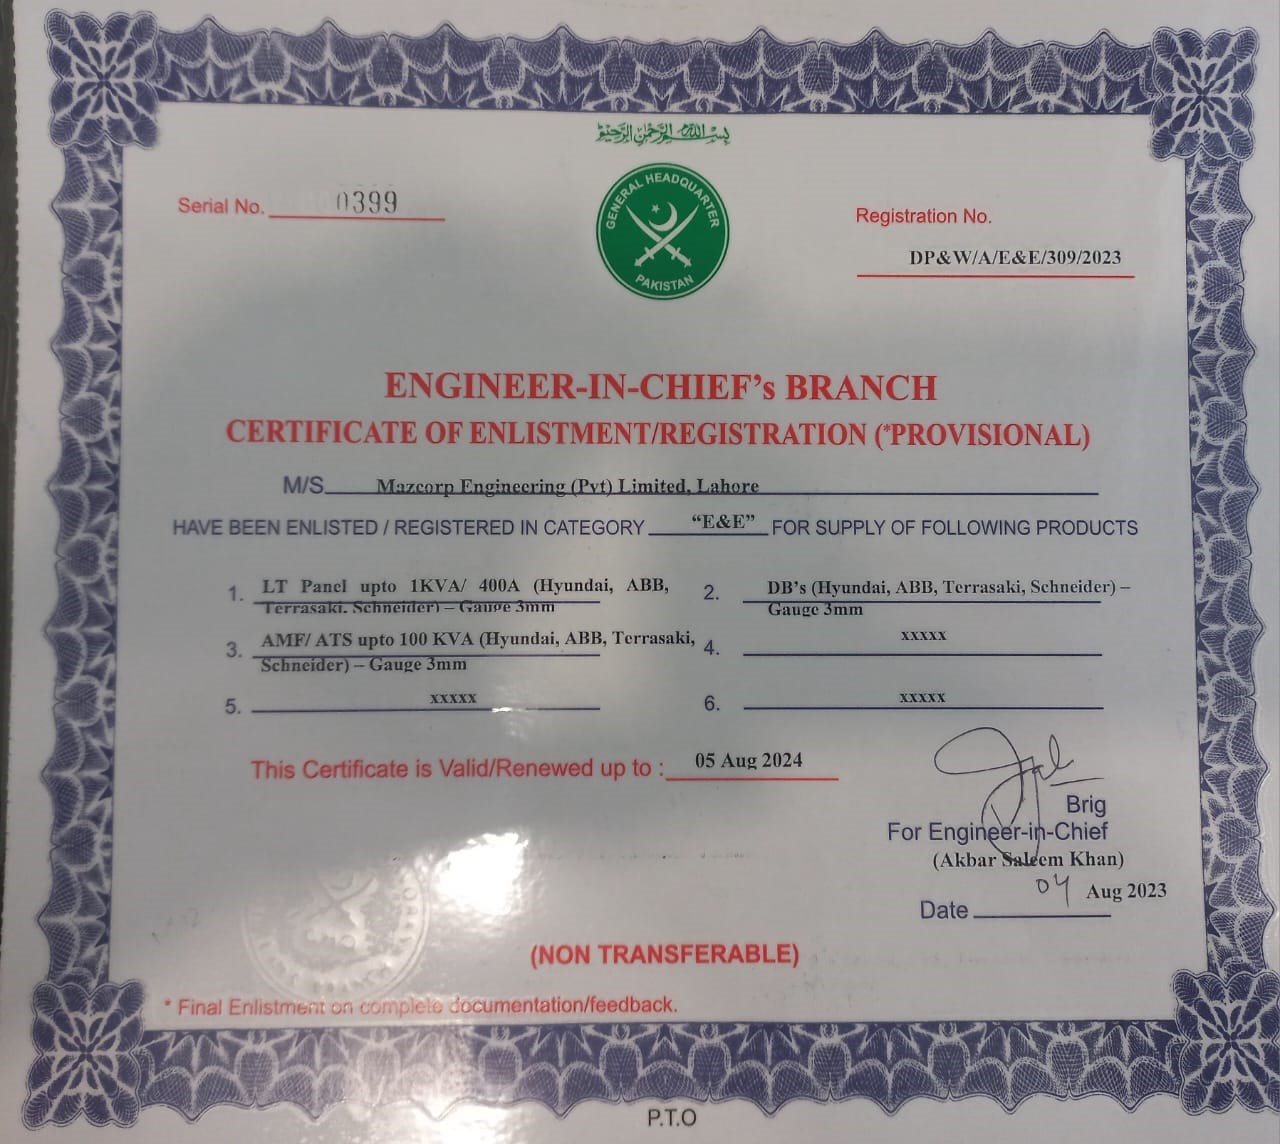 بسم الله الرحمن الرحيم
Serial No. 0399
GENERAL HEADQUARTER
PAKISTAN
Registration No.
DP&W/A/E&E/309/2023
ENGINEER-IN-CHIEF's BRANCH
CERTIFICATE OF ENLISTMENT/REGISTRATION (*PROVISIONAL)
M/S Mazcorp Engineering (Pvt) Limited, Lahore
HAVE BEEN ENLISTED / REGISTERED IN CATEGORY “E&E” FOR SUPPLY OF FOLLOWING PRODUCTS
1. LT Panel upto 1KVA/ 400A (Hyundai, ABB,
Terrasaki, Schneider) – Gauge 3mm
2. DB's (Hyundai, ABB, Terrasaki, Schneider) –
Gauge 3mm
3. AMF/ ATS upto 100 KVA (Hyundai, ABB, Terrasaki,
Schneider) – Gauge 3mm
4. xxxxx
5. xxxxx
6. xxxxx
This Certificate is Valid/Renewed up to : 05 Aug 2024
Brig
For Engineer-in-Chief
(Akbar Saleem Khan)
Date 04 Aug 2023
(NON TRANSFERABLE)
* Final Enlistment on complete documentation/feedback.
P.T.O